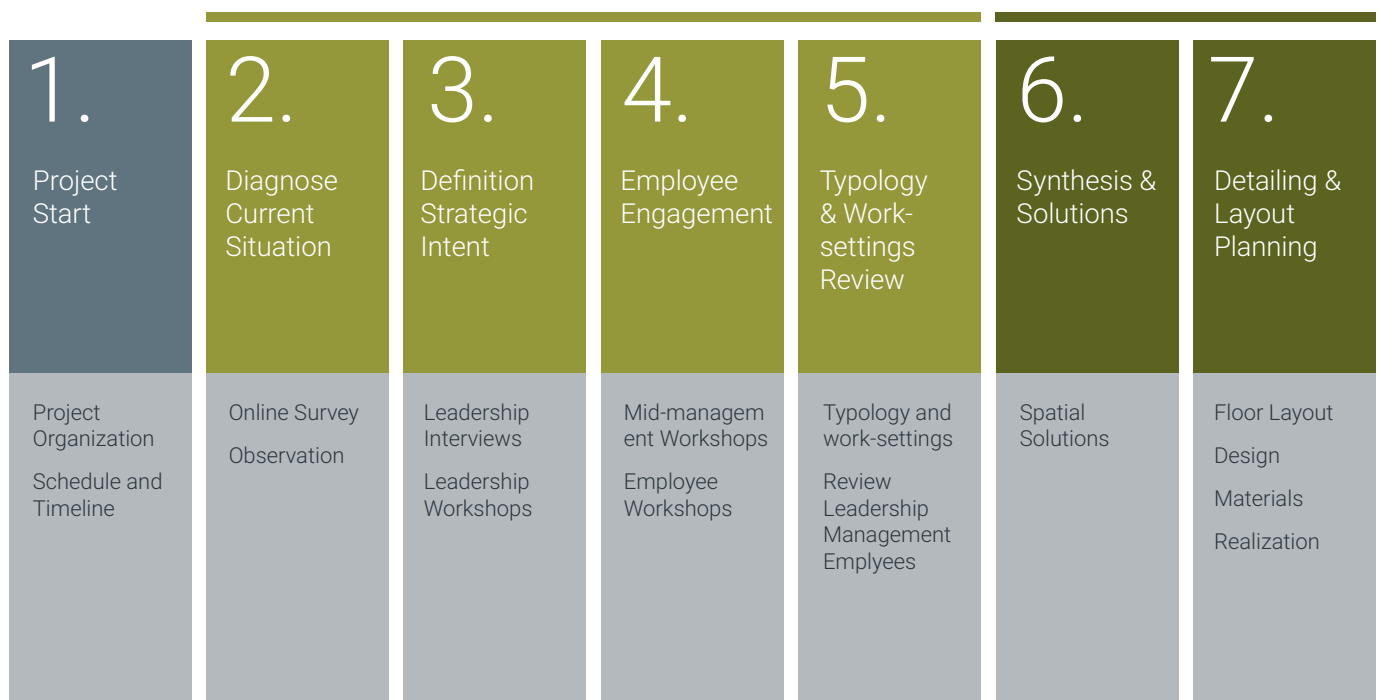 1.
Project
Start
Project
Organization
Schedule and
Timeline
2.
Diagnose
Current
Situation
Online Survey
Observation
3.
Definition
Strategic
Intent
Leadership
Interviews
Leadership
Workshops
4.
Employee
Engagement
Mid-managem
ent Workshops
Employee
Workshops
5.
Typology
& Work-
settings
Review
Typology and
work-settings
Review
Leadership
Management
Emplyees
6.
Synthesis &
Solutions
Spatial
Solutions
7.
Detailing &
Layout
Planning
Floor Layout
Design
Materials
Realization